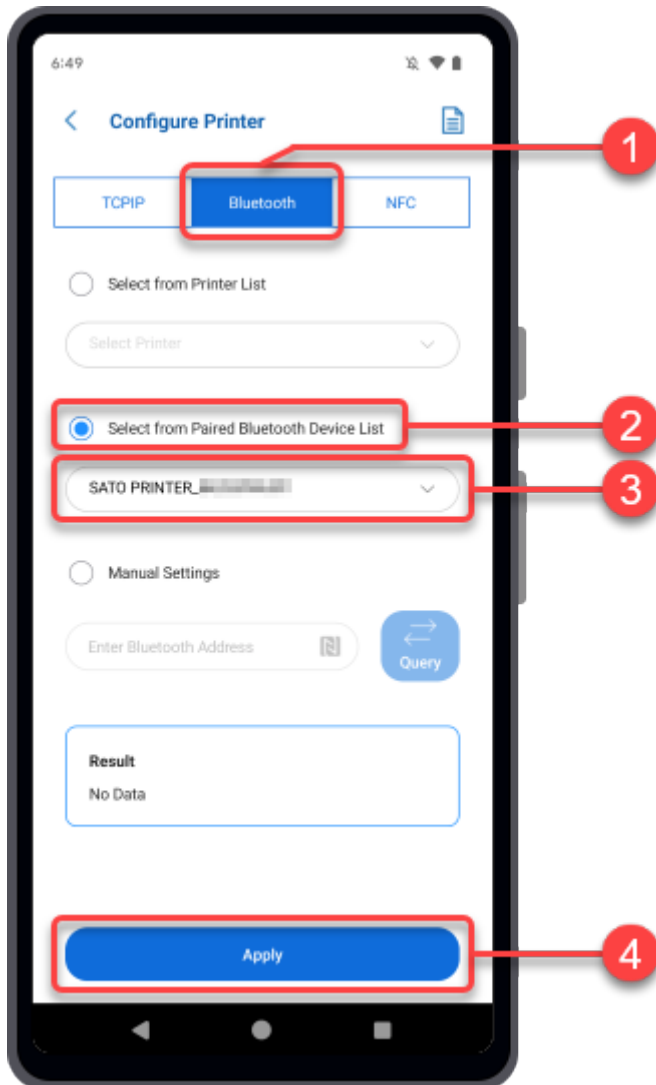 6:49
Configure Printer
1
TCPIP Bluetooth NFC
Select from Printer List
Select Printer
2
Select from Paired Bluetooth Device List
3
SATO PRINTER_
Manual Settings
Enter Bluetooth Address
Query
Result
No Data
Apply
4